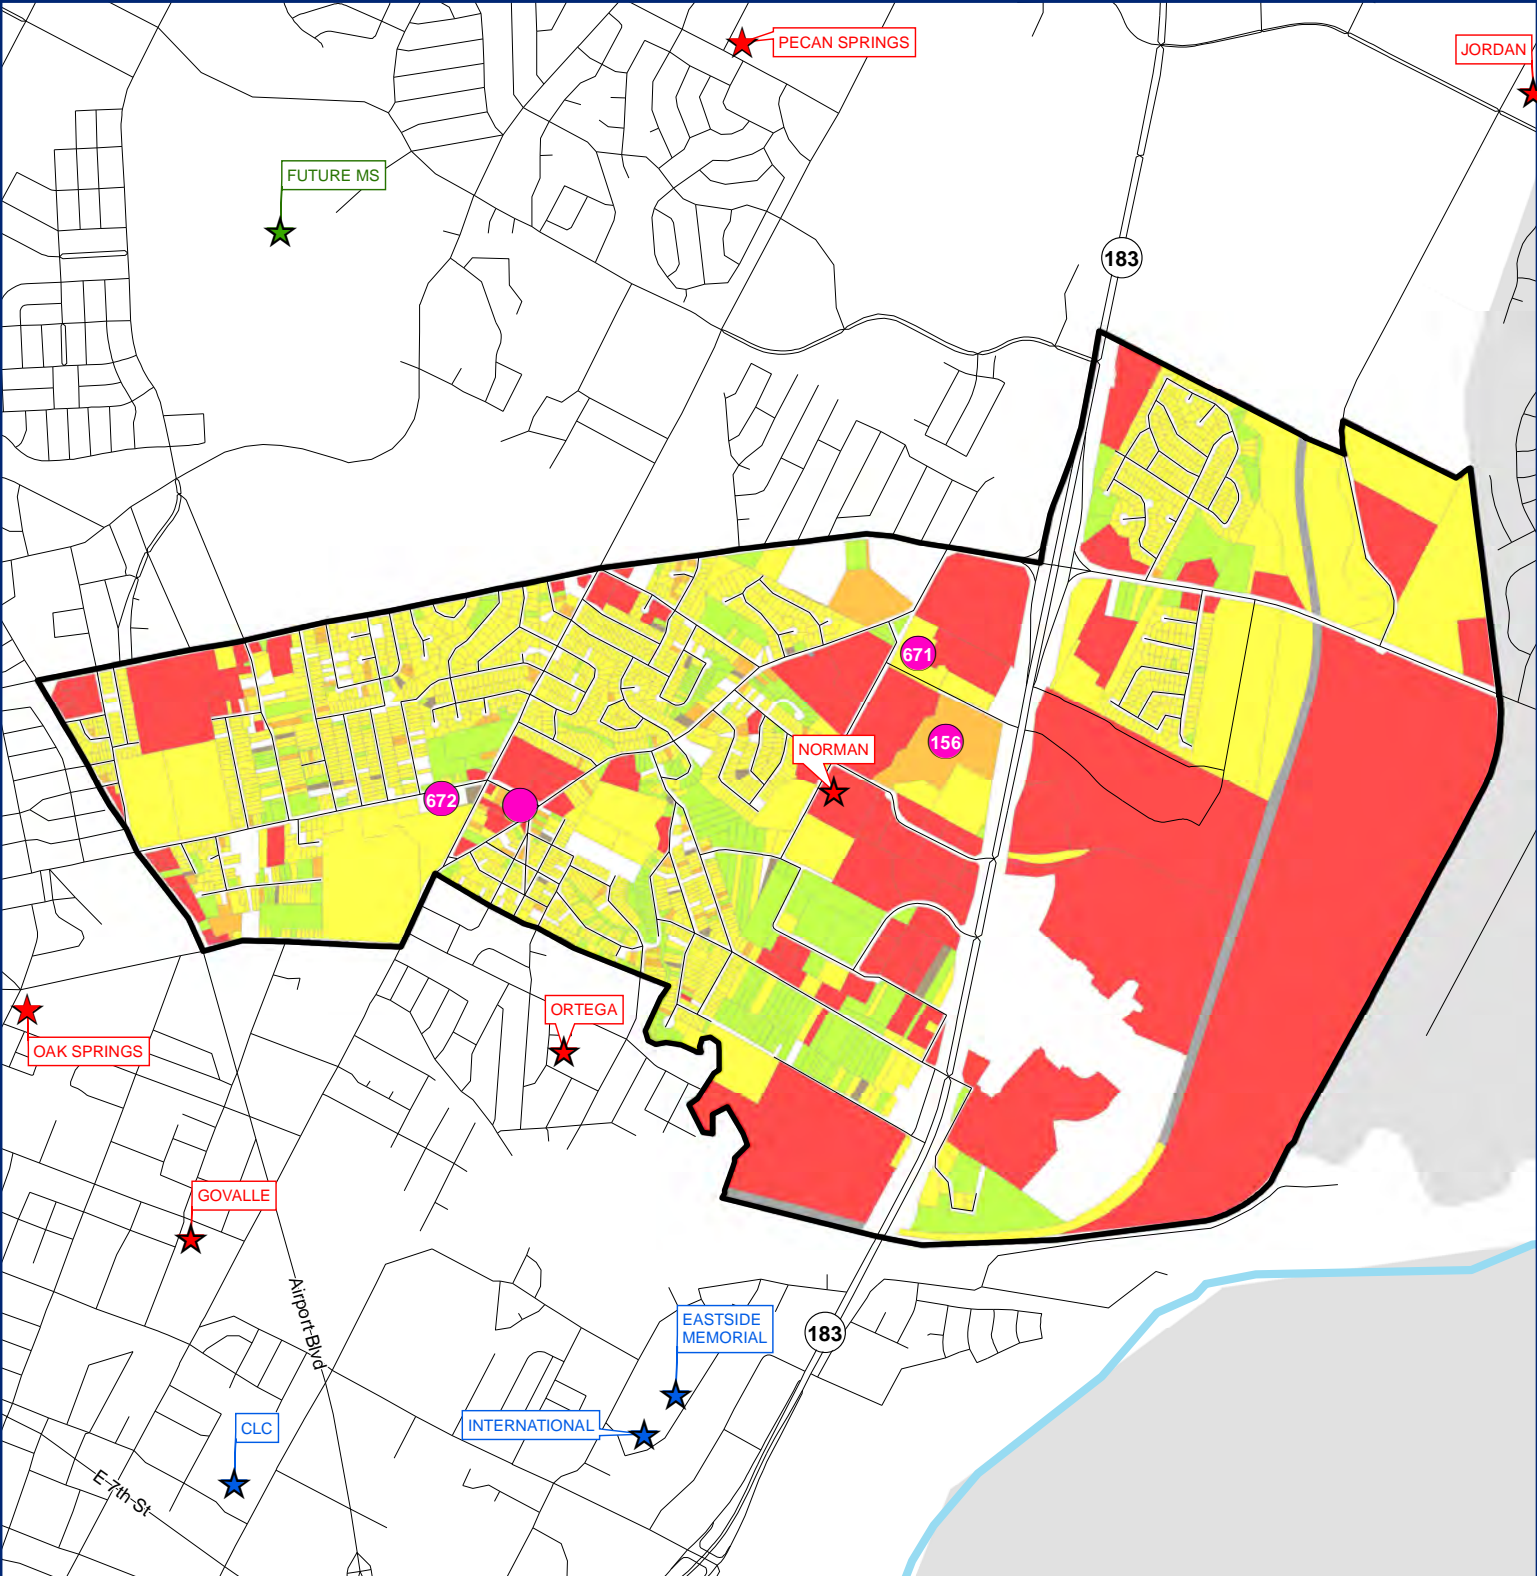 PECAN SPRINGS
JORDAN
FUTURE MS
183
671
156
NORMAN
672
ORTEGA
OAK SPRINGS
GOVALLE
Airport Blvd
EASTSIDE
MEMORIAL
183
INTERNATIONAL
CLC
E 7th St